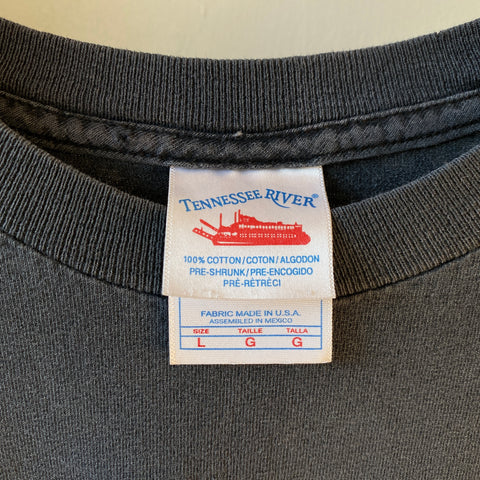 TENNESSEE RIVER®
100% COTTON/COTON/ALGODON
PRE-SHRUNK/PRE-ENCOGIDO
PRÉ-RÉTRÉCI
FABRIC MADE IN U.S.A.
ASSEMBLED IN MEXICO
SIZE TAILLE TALLA
L G G